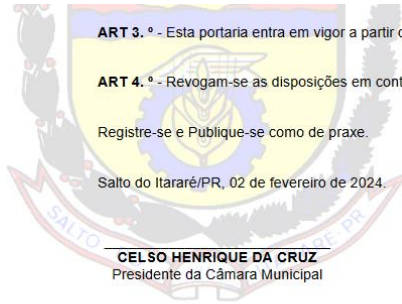 ART 3. º - Esta portaria entra em vigor a partir
ART 4. º - Revogam-se as disposições em
Registre-se e Publique-se como de praxe.
Salto do Itararé/PR, 02 de fevereiro de 2024.
CELSO HENRIQUE DA CRUZ
Presidente da Câmara Municipal
SALTO
PR